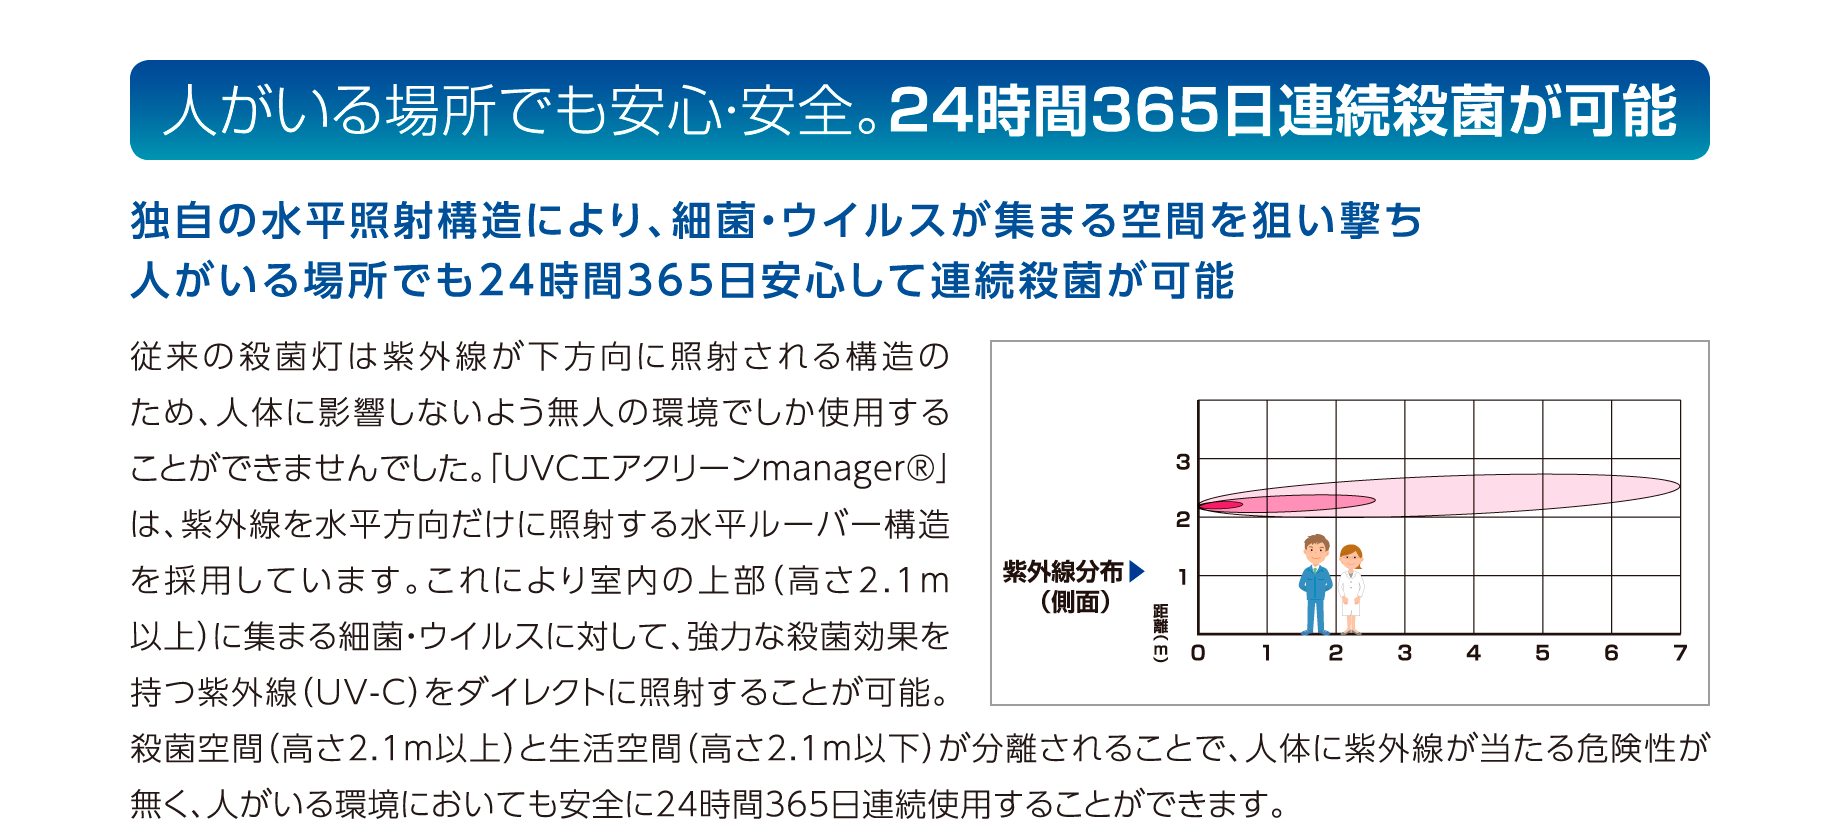 人がいる場所でも安心・安全。24時間365日連続殺菌が可能
独自の水平照射構造により、細菌・ウイルスが集まる空間を狙い撃ち
人がいる場所でも24時間365日安心して連続殺菌が可能
従来の殺菌灯は紫外線が下方向に照射される構造の
ため、人体に影響しないよう無人の環境でしか使用する
ことができませんでした。「UVCエアクリーンmanager®」
は、紫外線を水平方向だけに照射する水平ルーバー構造
を採用しています。これにより室内の上部（高さ2.1m
以上）に集まる細菌・ウイルスに対して、強力な殺菌効果を
持つ紫外線（UV-C）をダイレクトに照射することが可能。
殺菌空間（高さ2.1m以上）と生活空間（高さ2.1m以下）が分離されることで、人体に紫外線が当たる危険性が
無く、人がいる環境においても安全に24時間365日連続使用することができます。
紫外線分布▶
（側面）
3
2
1
距離（m）
0 1 2 3 4 5 6 7